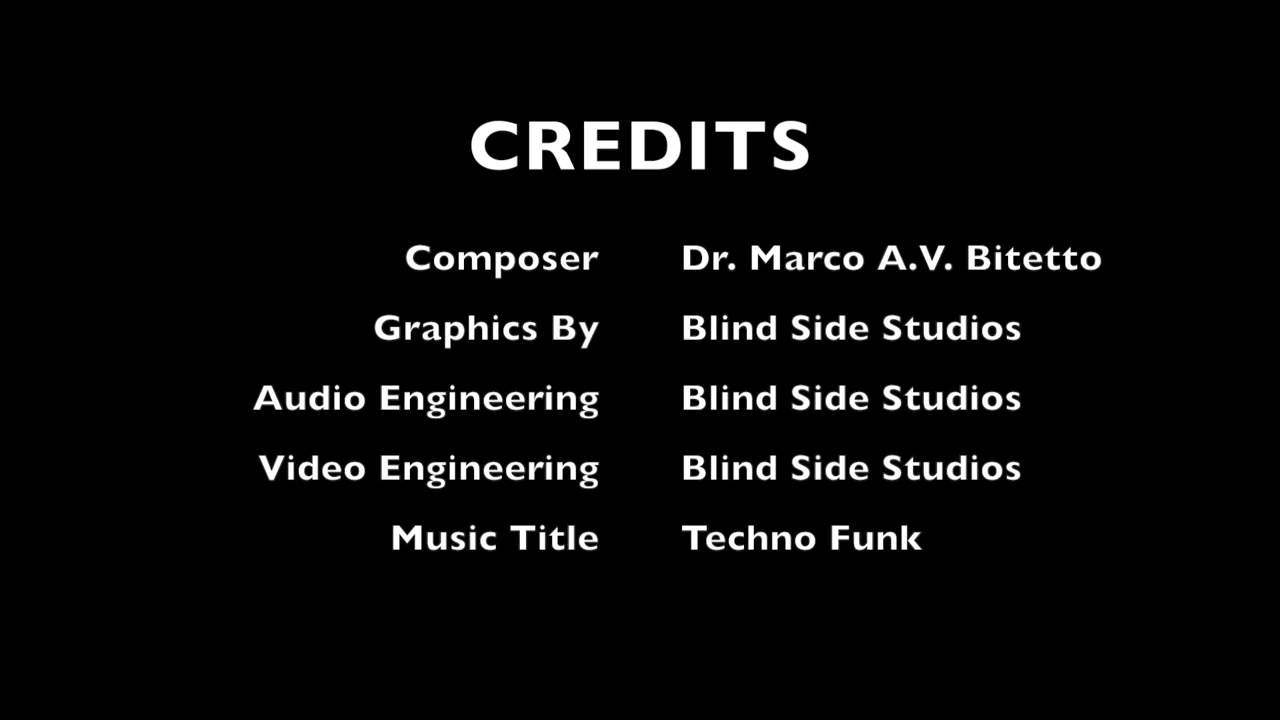 CREDITS
Composer Dr. Marco A.V. Bitetto
Graphics By Blind Side Studios
Audio Engineering Blind Side Studios
Video Engineering Blind Side Studios
Music Title Techno Funk